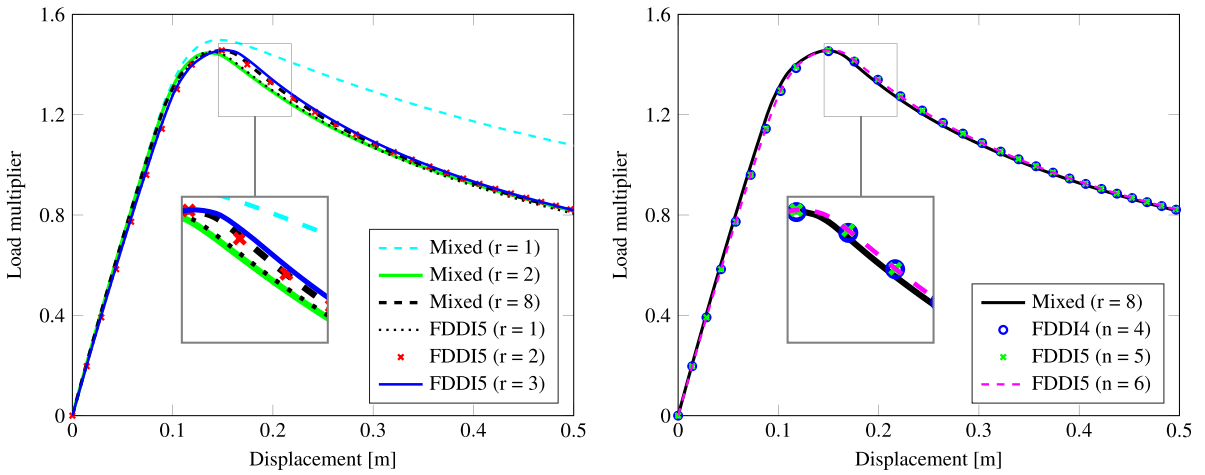 1.6
1.2
0.8
0.4
0
Load multiplier
Mixed (r = 1)
Mixed (r = 2)
Mixed (r = 8)
FDDI5 (r = 1)
FDDI5 (r = 2)
FDDI5 (r = 3)
0 0.1 0.2 0.3 0.4 0.5
Displacement [m]
1.6
1.2
0.8
0.4
0
Load multiplier
Mixed (r = 8)
FDDI4 (n = 4)
FDDI5 (n = 5)
FDDI5 (n = 6)
0 0.1 0.2 0.3 0.4 0.5
Displacement [m]